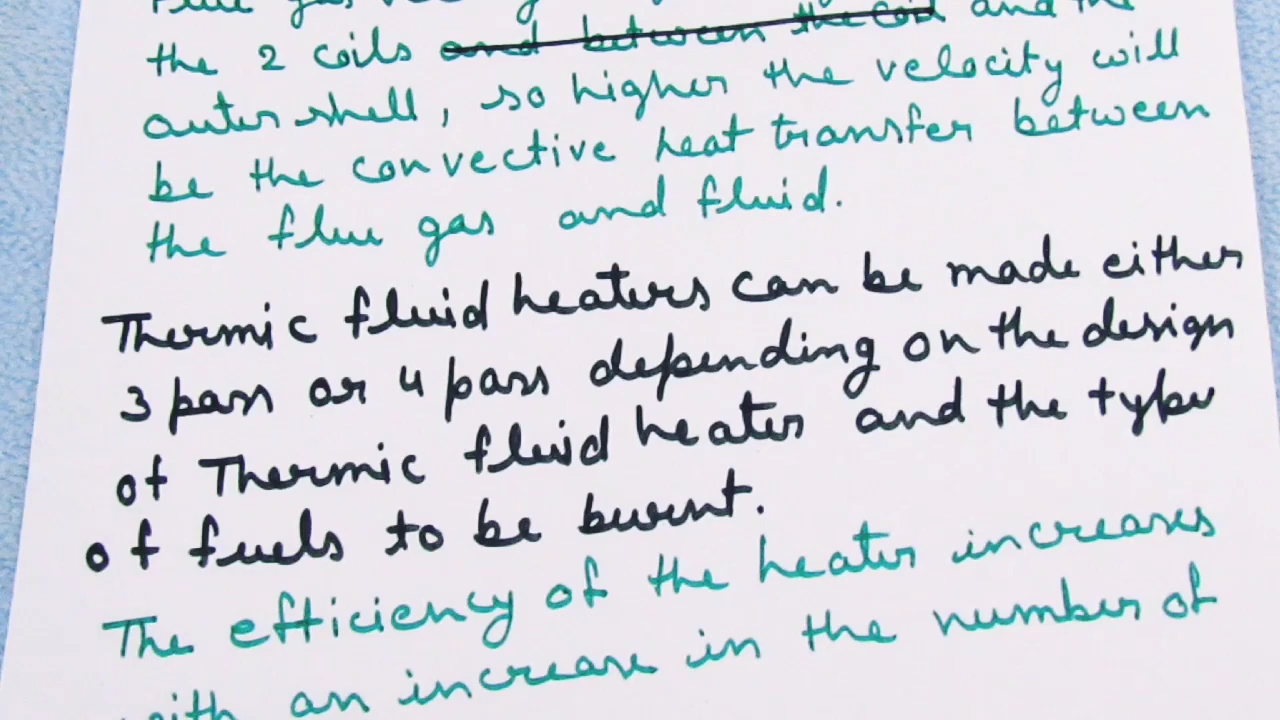 Flue gas
the 2 coils and between the coil and the
outer shell, so higher the velocity will
be the convective heat transfer between
the flue gas and fluid.
Thermic fluid heaters can be made either
3 pass or 4 pass depending on the design
of Thermic fluid heater and the type
of fuels to be burnt.
The efficiency of the heater increases
with an increase in the number of